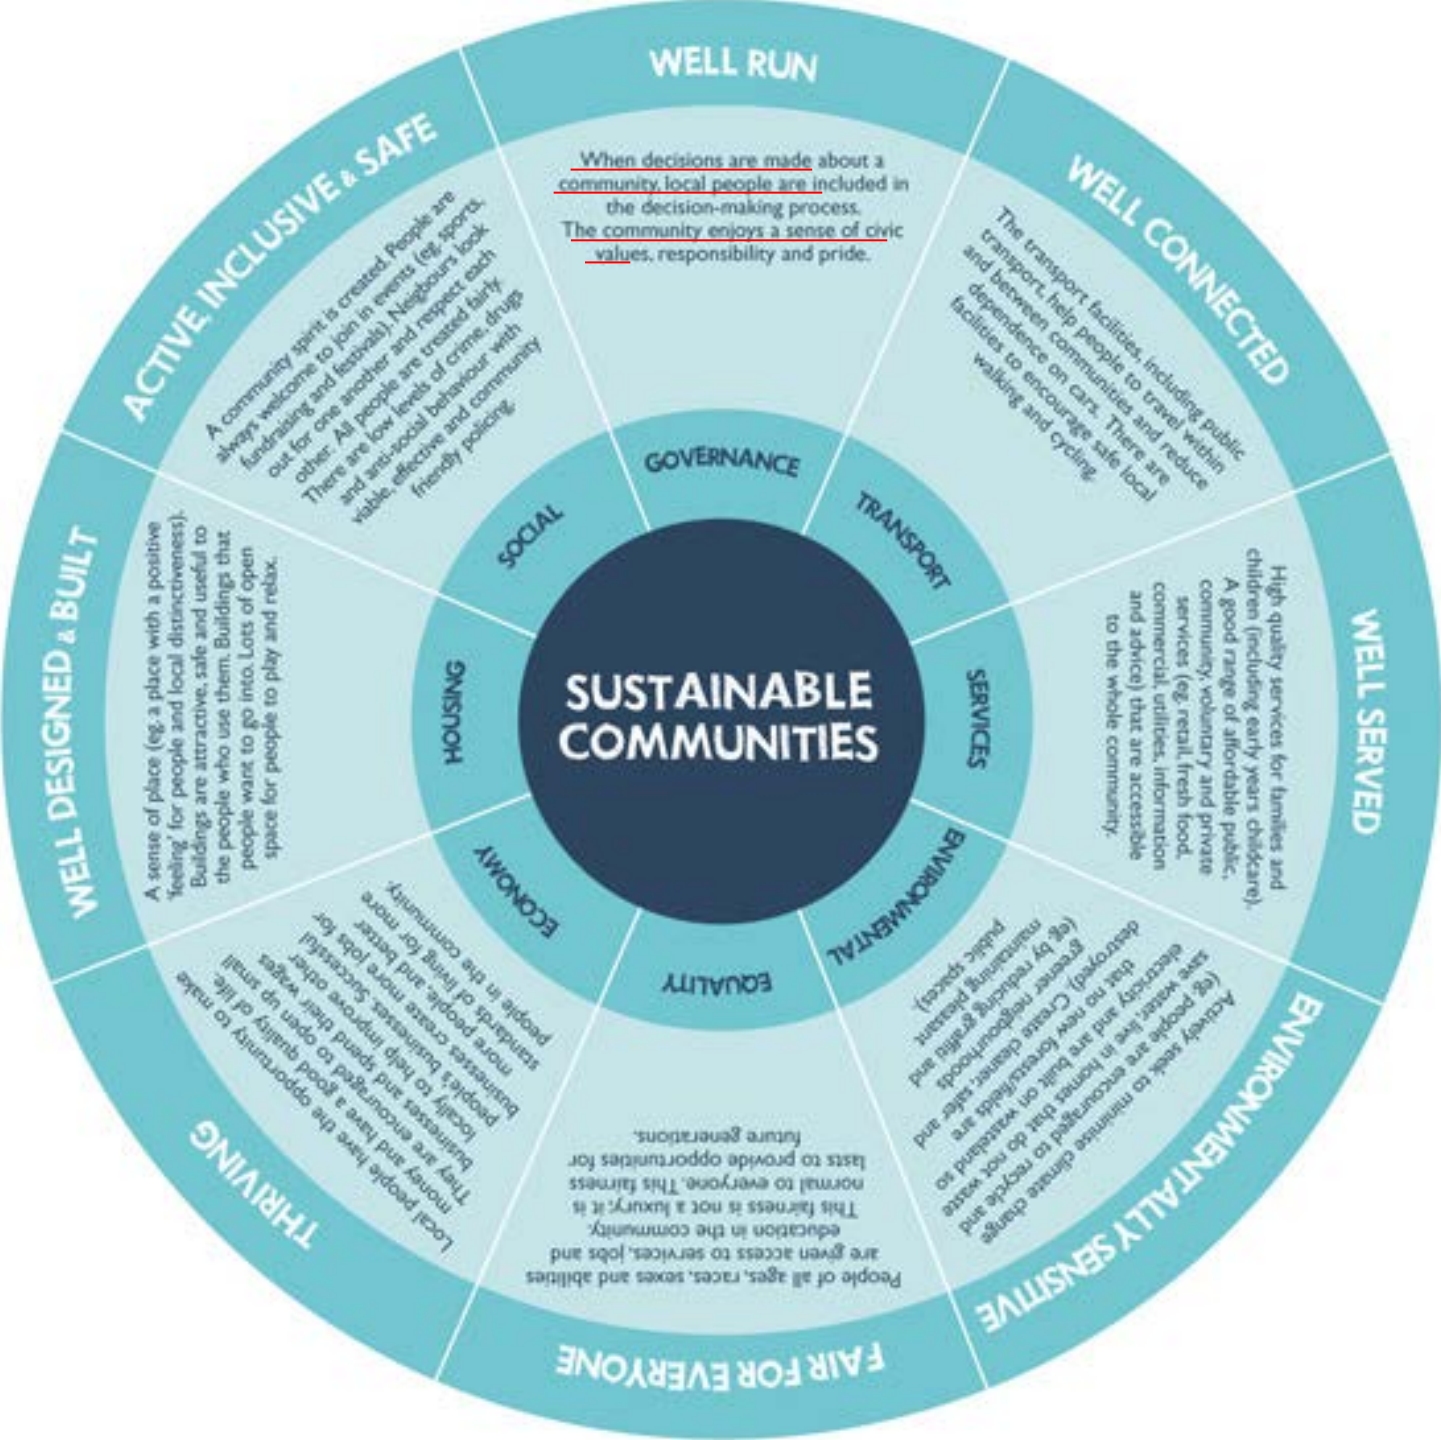 WELL RUN
When decisions are made about a
community, local people are included in
the decision-making process.
The community enjoys a sense of civic
values, responsibility and pride.
GOVERNANCE
WELL CONNECTED
The transport facilities, including public
transport, help people to travel within
and between communities and reduce
dependence on cars. There are
facilities to encourage safe local
walking and cycling.
TRANSPORT
WELL SERVED
High quality services for families and
children (including early years childcare).
A good range of affordable public,
community, voluntary and private
services (eg, retail, fresh food,
commercial, utilities, information
and advice) that are accessible
to the whole community.
SERVICES
ENVIRONMENTALLY SENSITIVE
Actively seek to minimise climate change
(eg, people are encouraged to recycle and
save water, live in homes that do not waste
electricity and are built on wasteland so
that no new forests/fields are
destroyed). Create cleaner, safer and
greener neigbourhoods
(eg, by reducing graffiti and
maintaining pleasant
public spaces).
ENVIRONMENTAL
FAIR FOR EVERYONE
People of all ages, races, sexes and abilities
are given access to services, jobs and
education in the community.
This fairness is not a luxury; it is
normal to everyone. This fairness
lasts to provide opportunities for
future generations.
EQUALITY
THRIVING
Local people have the opportunity to make
money and have a good quality of life.
They are encouraged to open up small
businesses and spend their wages
locally to help improve other
people's businesses. Successful
businesses create more jobs for
more people, and better
standards of living for more
people in the community.
ECONOMY
WELL DESIGNED & BUILT
A sense of place (eg, a place with a positive
'feeling' for people and local distinctiveness).
Buildings are attractive, safe and useful to
the people who use them. Buildings that
people want to go into. Lots of open
space for people to play and relax.
HOUSING
ACTIVE, INCLUSIVE & SAFE
A community spirit is created. People are
always welcome to join in events (eg, sports,
fundraising and festivals). Neigbours look
out for one another and respect each
other. All people are treated fairly.
There are low levels of crime, drugs
and anti-social behaviour with
viable, effective and community
friendly policing.
SOCIAL
SUSTAINABLE
COMMUNITIES